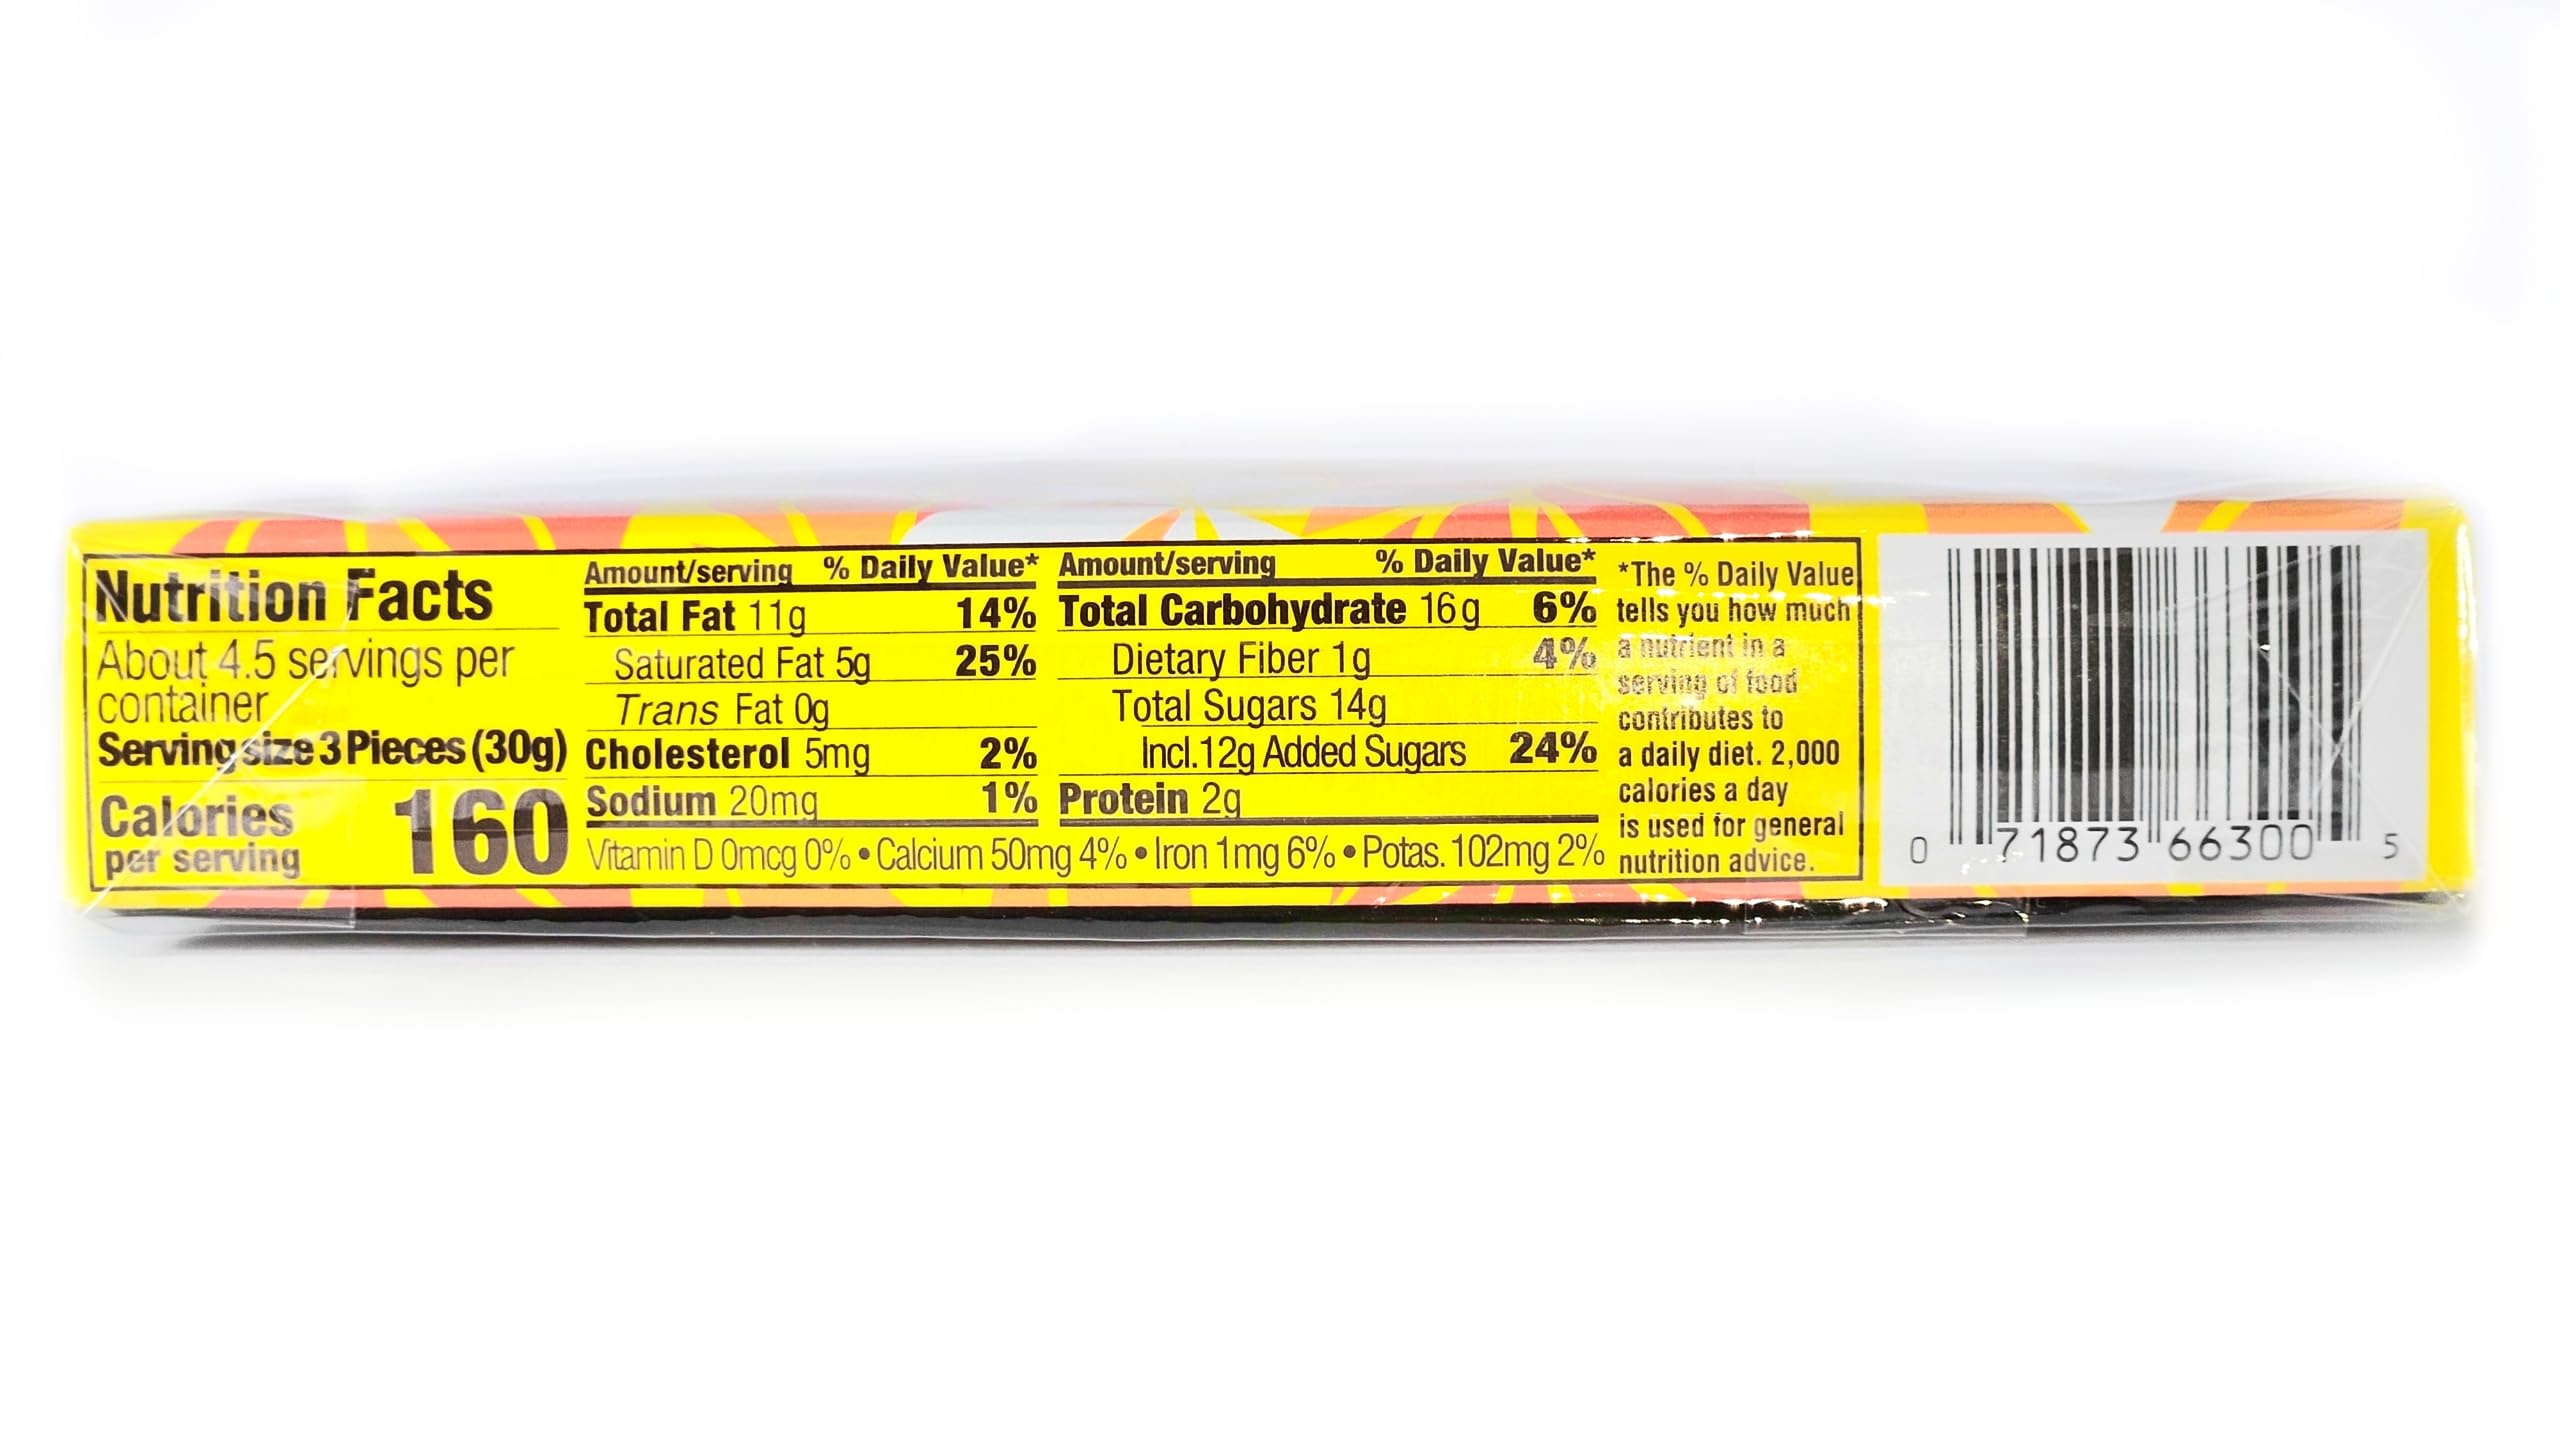 Nutrition Facts
About 4.5 servings per
container
Serving size 3 Pieces (30g)
Calories
per serving
160
Amount/serving % Daily Value*
Total Fat 11g 14%
Saturated Fat 5g 25%
Trans Fat 0g
Cholesterol 5mg 2%
Sodium 20mg 1%
Amount/serving % Daily Value*
Total Carbohydrate 16g 6%
Dietary Fiber 1g 4%
Total Sugars 14g
Incl. 12g Added Sugars 24%
Protein 2g
Vitamin D 0mcg 0% • Calcium 50mg 4% • Iron 1mg 6% • Potas. 102mg 2%
*The % Daily Value
tells you how much
a nutrient in a
serving of food
contributes to
a daily diet. 2,000
calories a day
is used for general
nutrition advice.
0 71873 66300 5